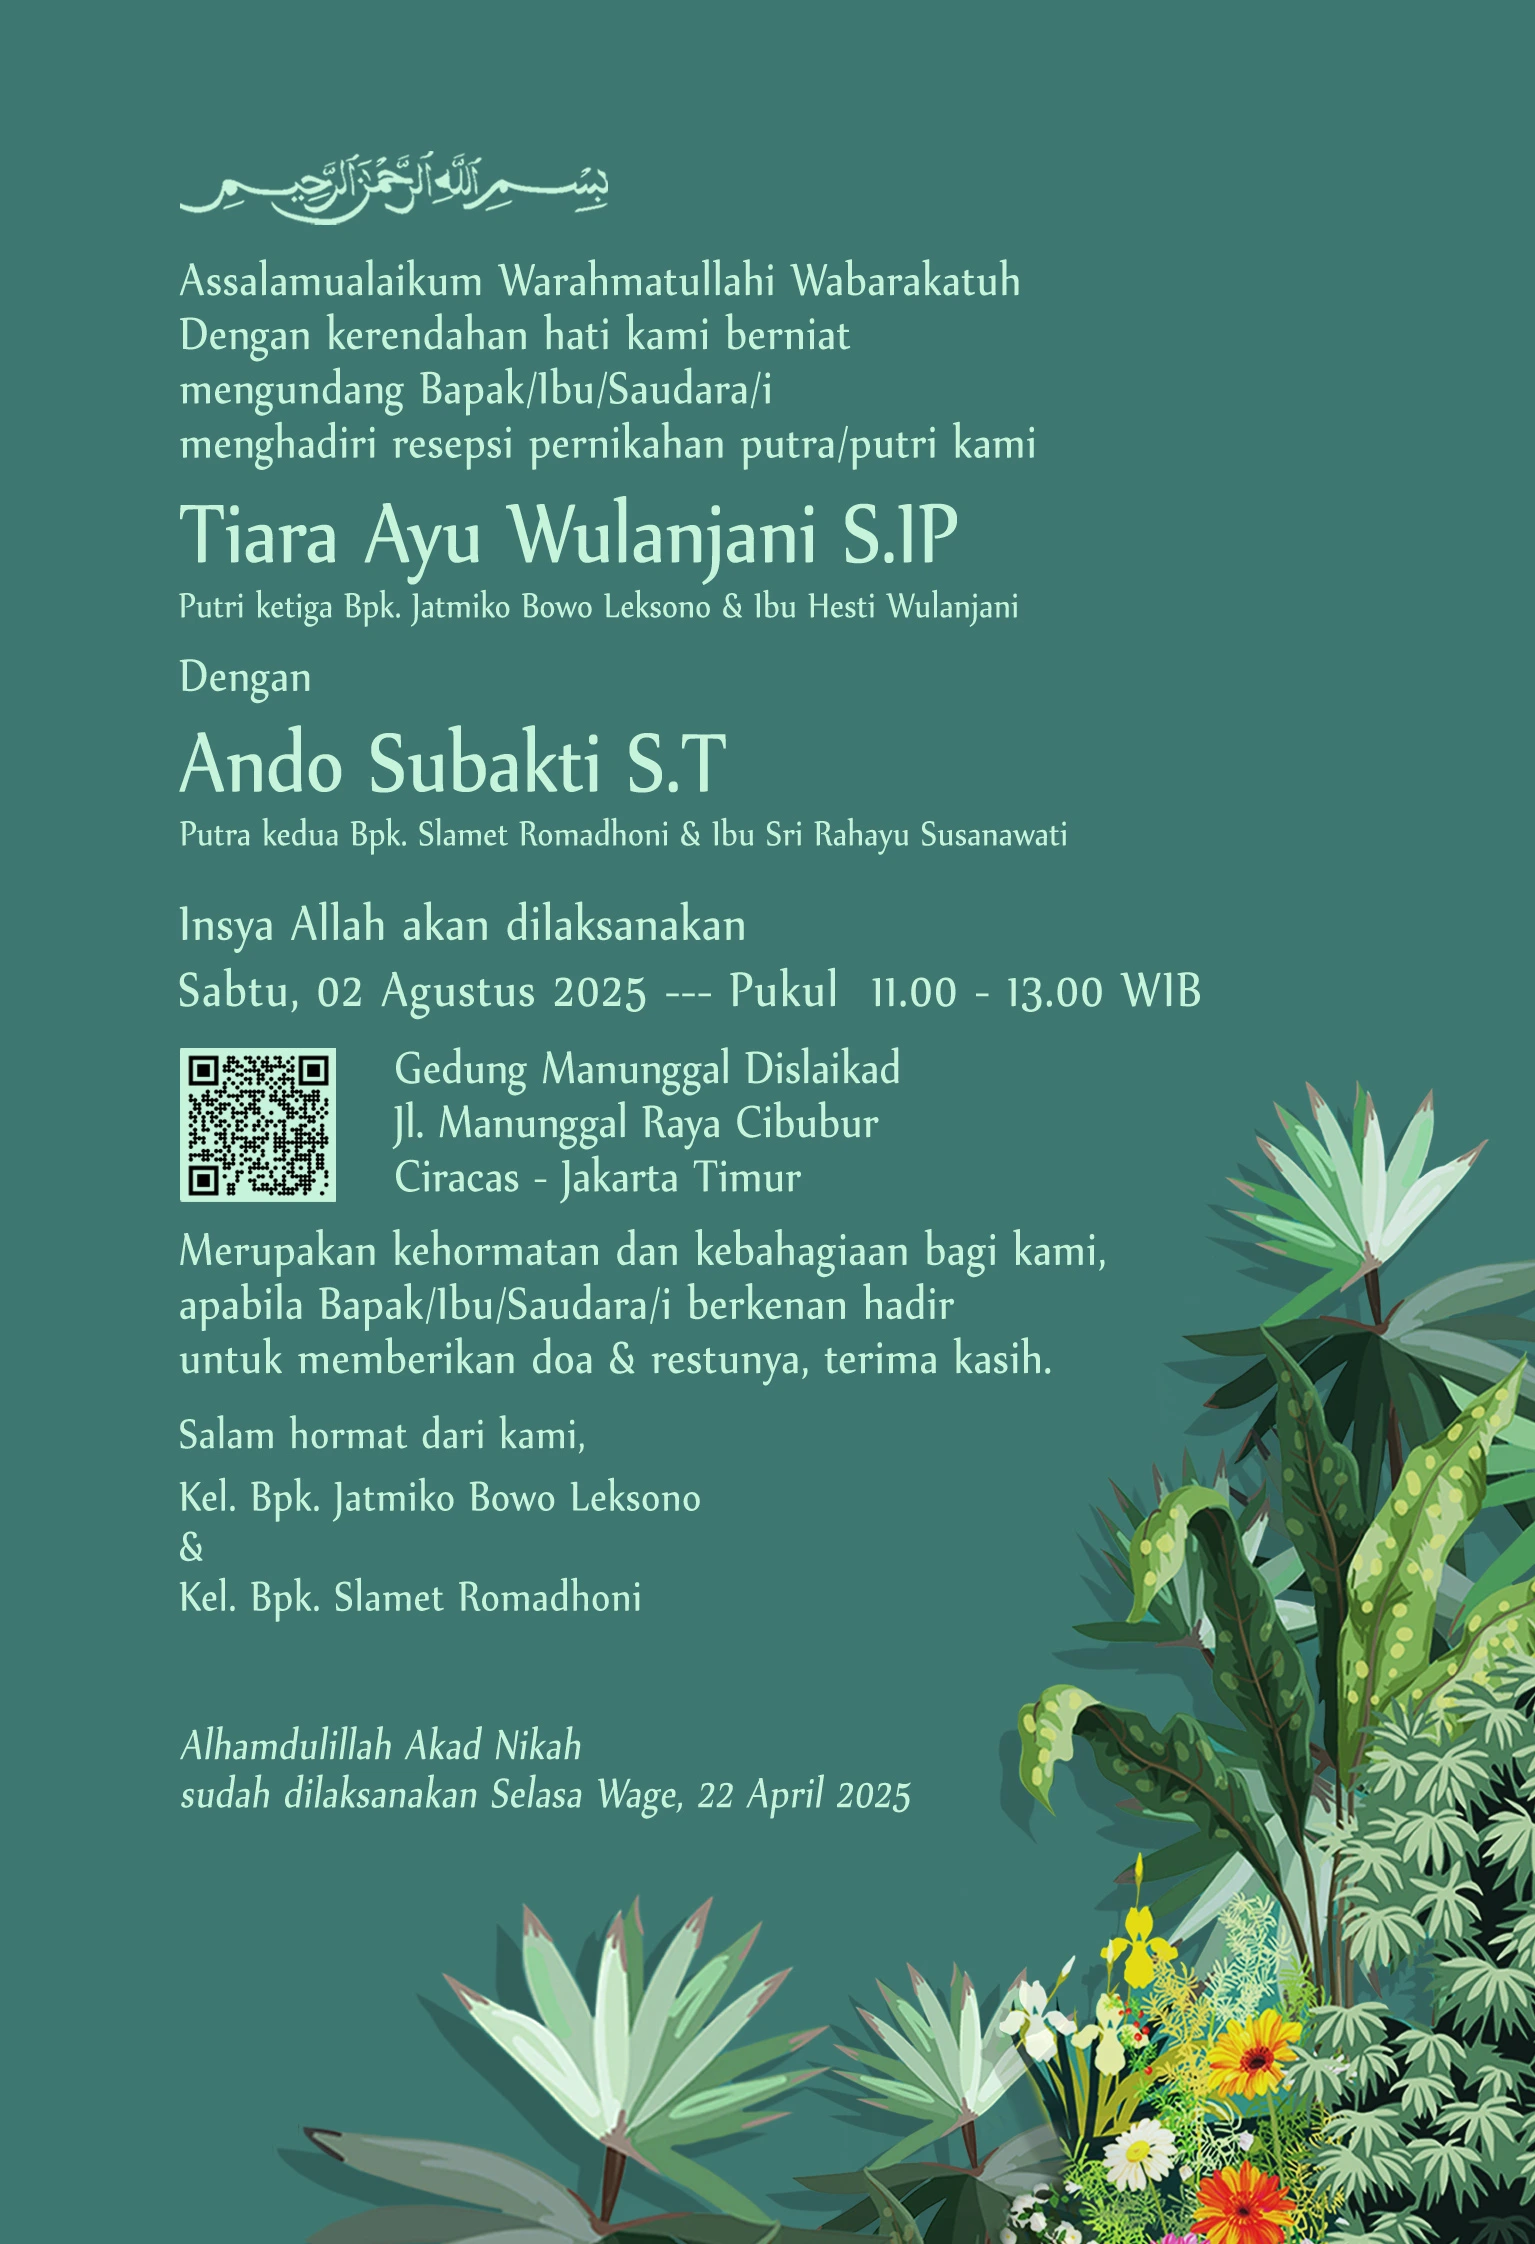 بِسْمِ اللَّهِ الرَّحْمَنِ الرَّحِيمِ
Assalamualaikum Warahmatullahi Wabarakatuh
Dengan kerendahan hati kami berniat
mengundang Bapak/Ibu/Saudara/i
menghadiri resepsi pernikahan putra/putri kami
Tiara Ayu Wulanjani S.IP
Putri ketiga Bpk. Jatmiko Bowo Leksono & Ibu Hesti Wulanjani
Dengan
Ando Subakti S.T
Putra kedua Bpk. Slamet Romadhoni & Ibu Sri Rahayu Susanawati
Insya Allah akan dilaksanakan
Sabtu, 02 Agustus 2025 --- Pukul 11.00 - 13.00 WIB
Gedung Manunggal Dislaikad
Jl. Manunggal Raya Cibubur
Ciracas - Jakarta Timur
Merupakan kehormatan dan kebahagiaan bagi kami,
apabila Bapak/Ibu/Saudara/i berkenan hadir
untuk memberikan doa & restunya, terima kasih.
Salam hormat dari kami,
Kel. Bpk. Jatmiko Bowo Leksono
&
Kel. Bpk. Slamet Romadhoni
Alhamdulillah Akad Nikah
sudah dilaksanakan Selasa Wage, 22 April 2025